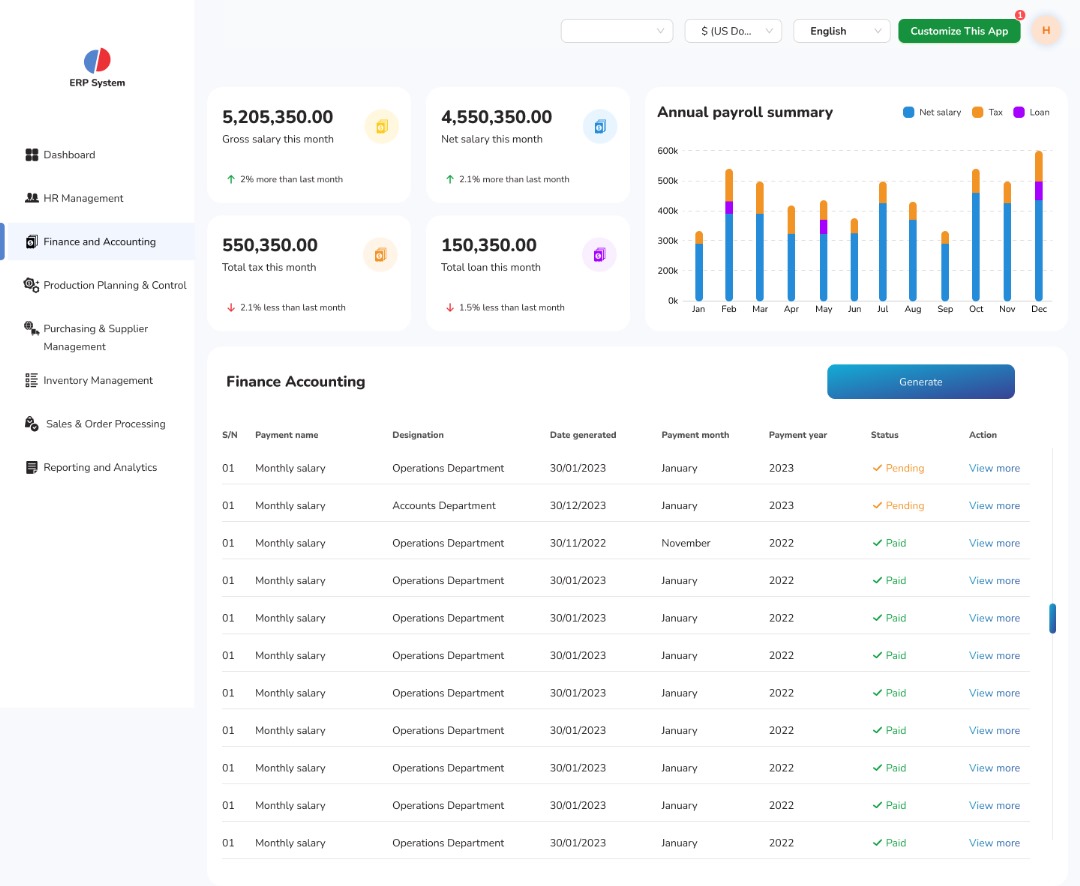 $ (US Do...
English
Customize This App
1
H
ERP System
Dashboard
HR Management
Finance and Accounting
Production Planning & Control
Purchasing & Supplier
Management
Inventory Management
Sales & Order Processing
Reporting and Analytics
5,205,350.00
Gross salary this month
2% more than last month
4,550,350.00
Net salary this month
2.1% more than last month
550,350.00
Total tax this month
2.1% less than last month
150,350.00
Total loan this month
1.5% less than last month
Annual payroll summary
Net salary Tax Loan
600k
500k
400k
300k
200k
0k
Jan Feb Mar Apr May Jun Jul Aug Sep Oct Nov Dec
Finance Accounting
Generate
S/N Payment name Designation Date generated Payment month Payment year Status Action
01 Monthly salary Operations Department 30/01/2023 January 2023 Pending View more
01 Monthly salary Accounts Department 30/12/2023 January 2023 Pending View more
01 Monthly salary Operations Department 30/11/2022 November 2022 Paid View more
01 Monthly salary Operations Department 30/01/2023 January 2022 Paid View more
01 Monthly salary Operations Department 30/01/2023 January 2022 Paid View more
01 Monthly salary Operations Department 30/01/2023 January 2022 Paid View more
01 Monthly salary Operations Department 30/01/2023 January 2022 Paid View more
01 Monthly salary Operations Department 30/01/2023 January 2022 Paid View more
01 Monthly salary Operations Department 30/01/2023 January 2022 Paid View more
01 Monthly salary Operations Department 30/01/2023 January 2022 Paid View more
01 Monthly salary Operations Department 30/01/2023 January 2022 Paid View more